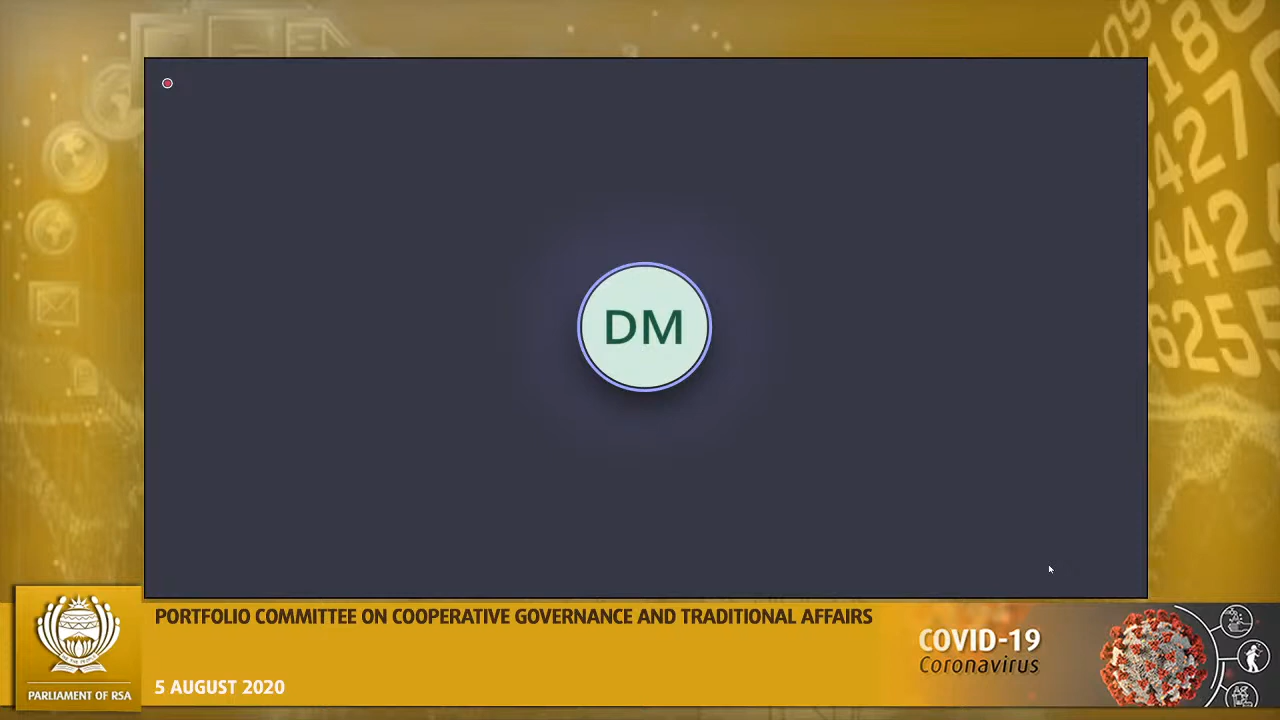 DM
PORTFOLIO COMMITTEE ON COOPERATIVE GOVERNANCE AND TRADITIONAL AFFAIRS
COVID-19
Coronavirus
5 AUGUST 2020
PARLIAMENT OF RSA